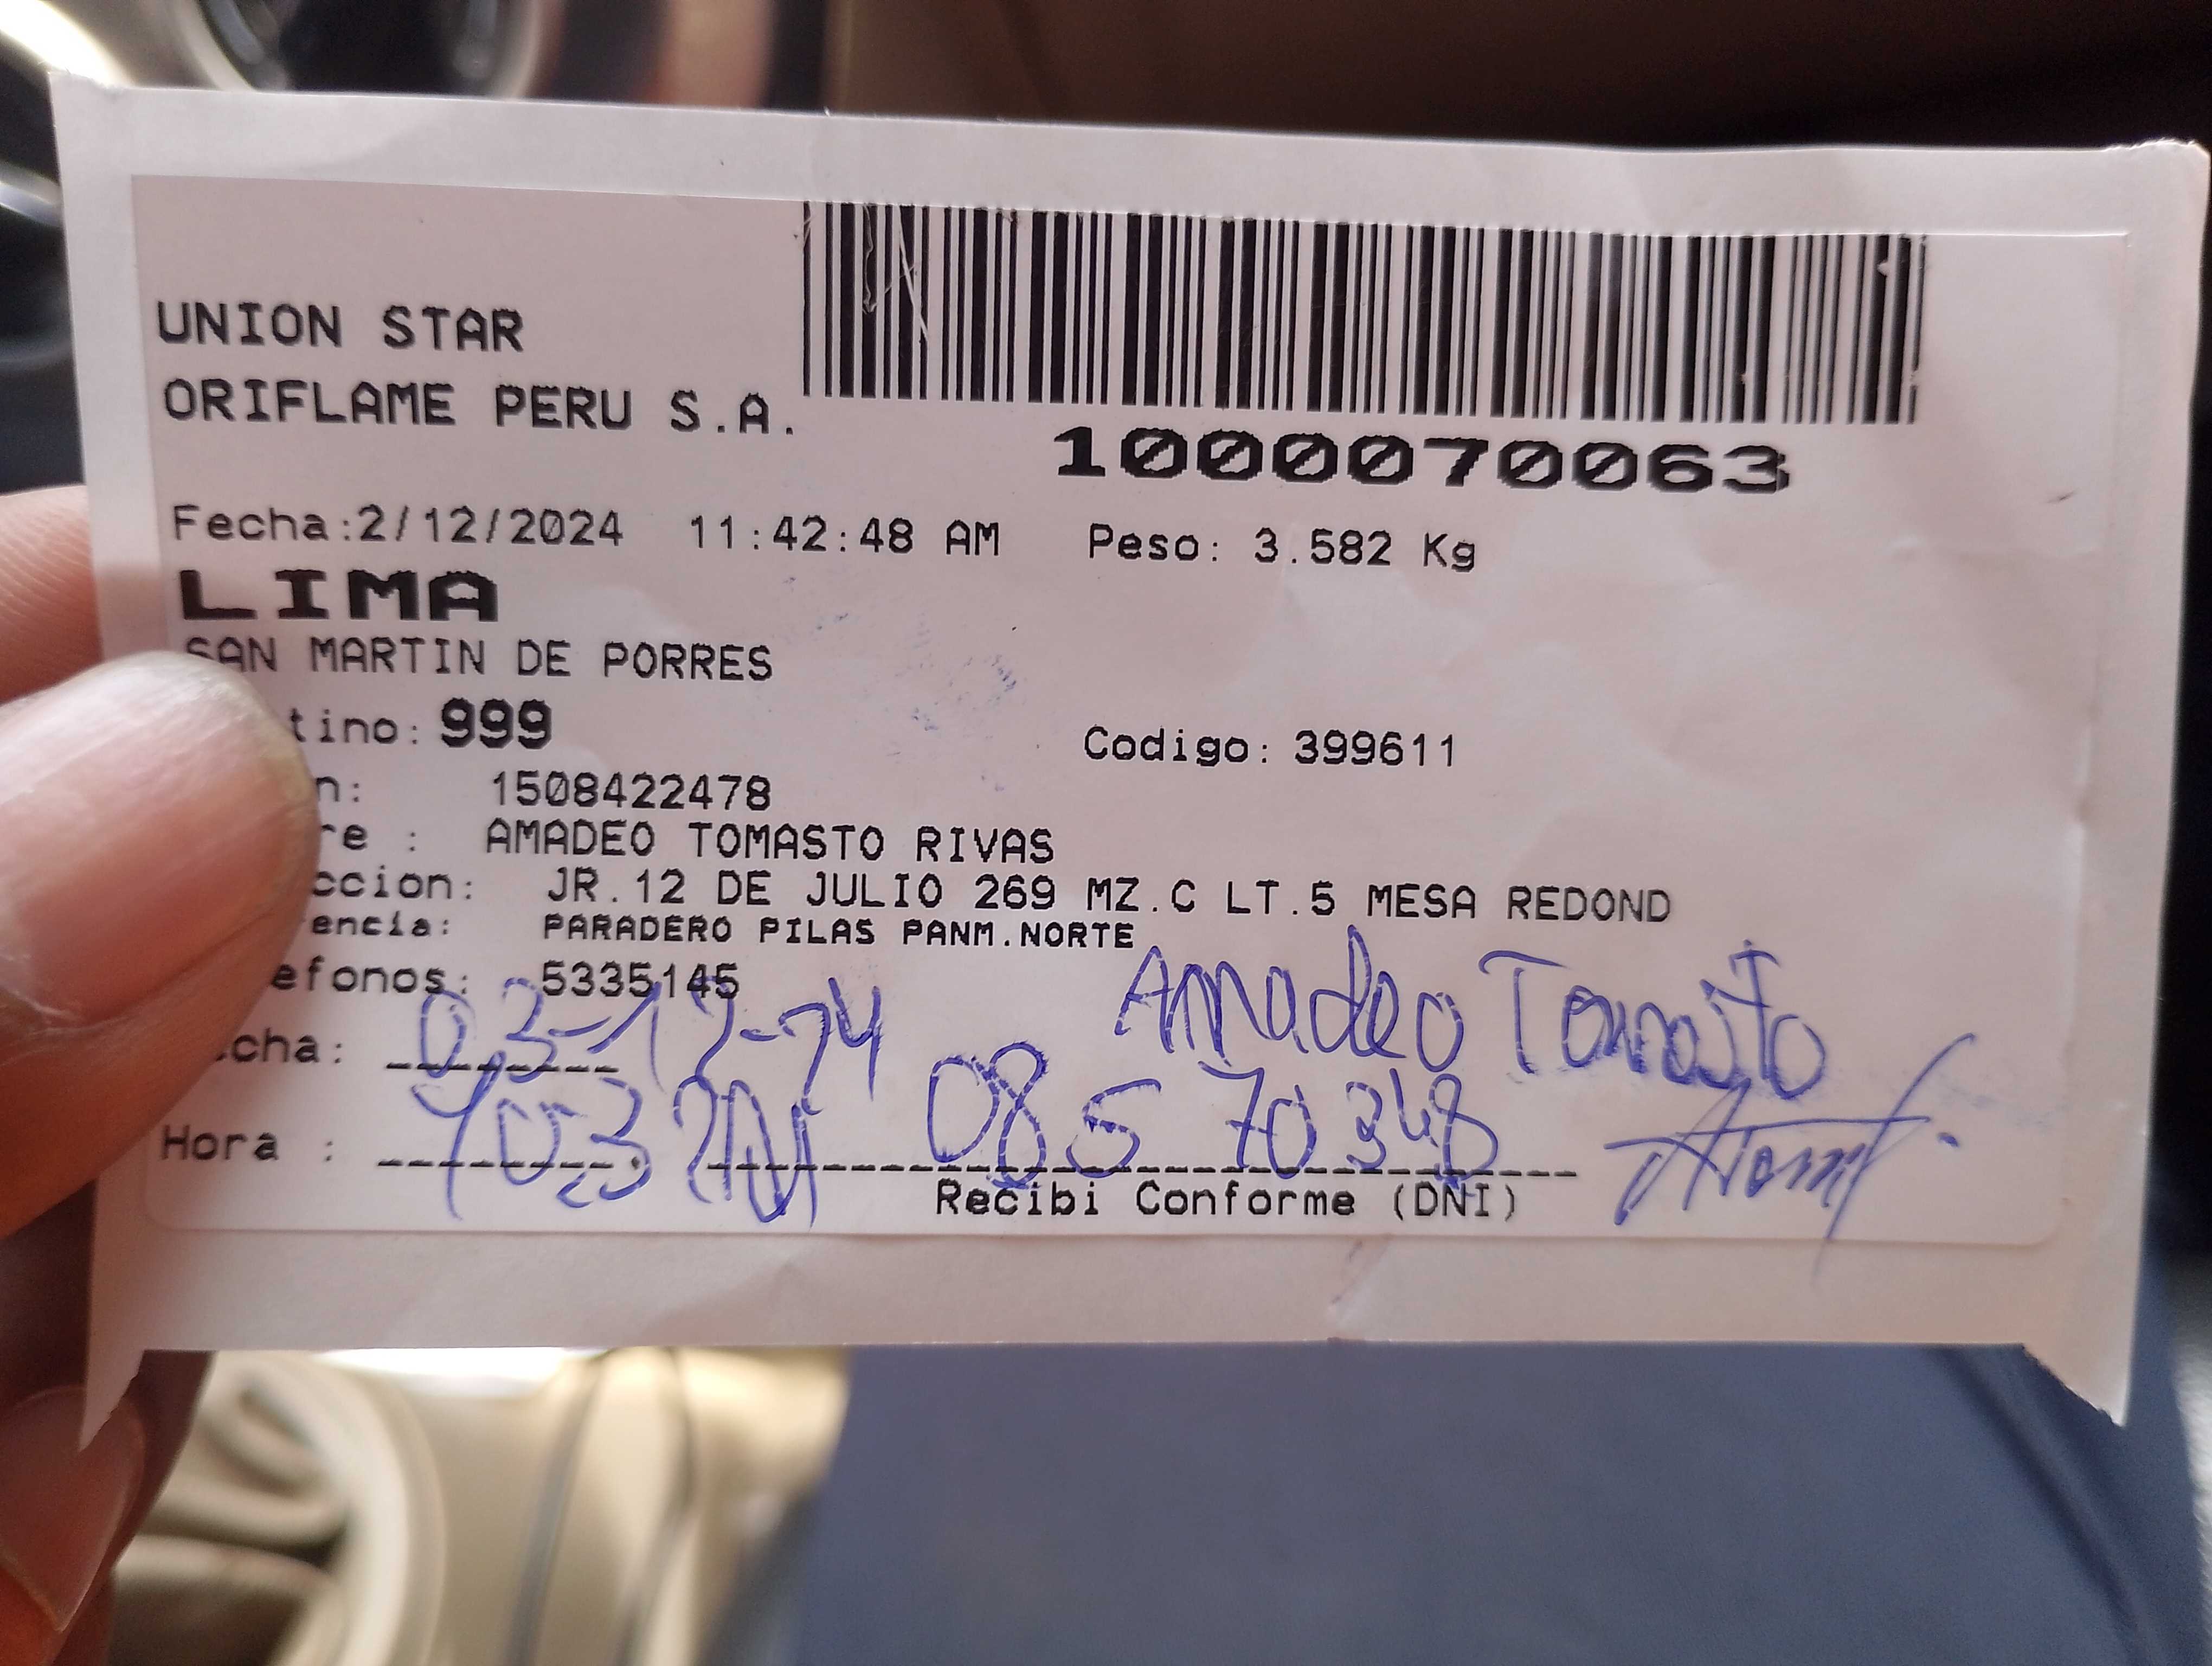 UNION STAR
ORIFLAME PERU S.A.
1000070063
Fecha:2/12/2024 11:42:48 AM Peso: 3.582 Kg
LIMA
SAN MARTIN DE PORRES
tino: 999 Codigo: 399611
n: 1508422478
re : AMADEO TOMASTO RIVAS
ccion: JR.12 DE JULIO 269 MZ.C LT.5 MESA REDOND
encia: PARADERO PILAS PANM.NORTE
efonos: 5335145
Amadeo Tomasto
cha: 03-12-24
Hora : 08570348
Recibi Conforme (DNI)